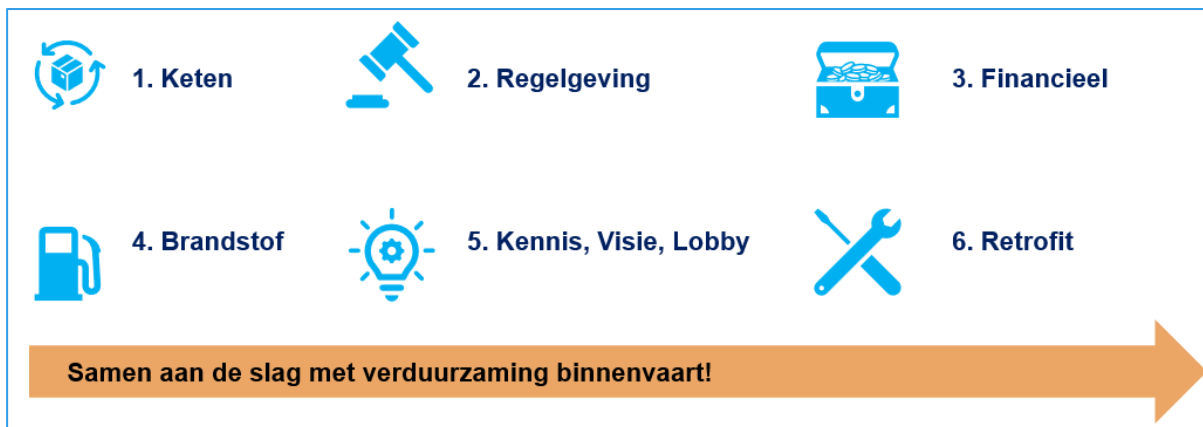 1. Keten
2. Regelgeving
3. Financieel
4. Brandstof
5. Kennis, Visie, Lobby
6. Retrofit
Samen aan de slag met verduurzaming binnenvaart!